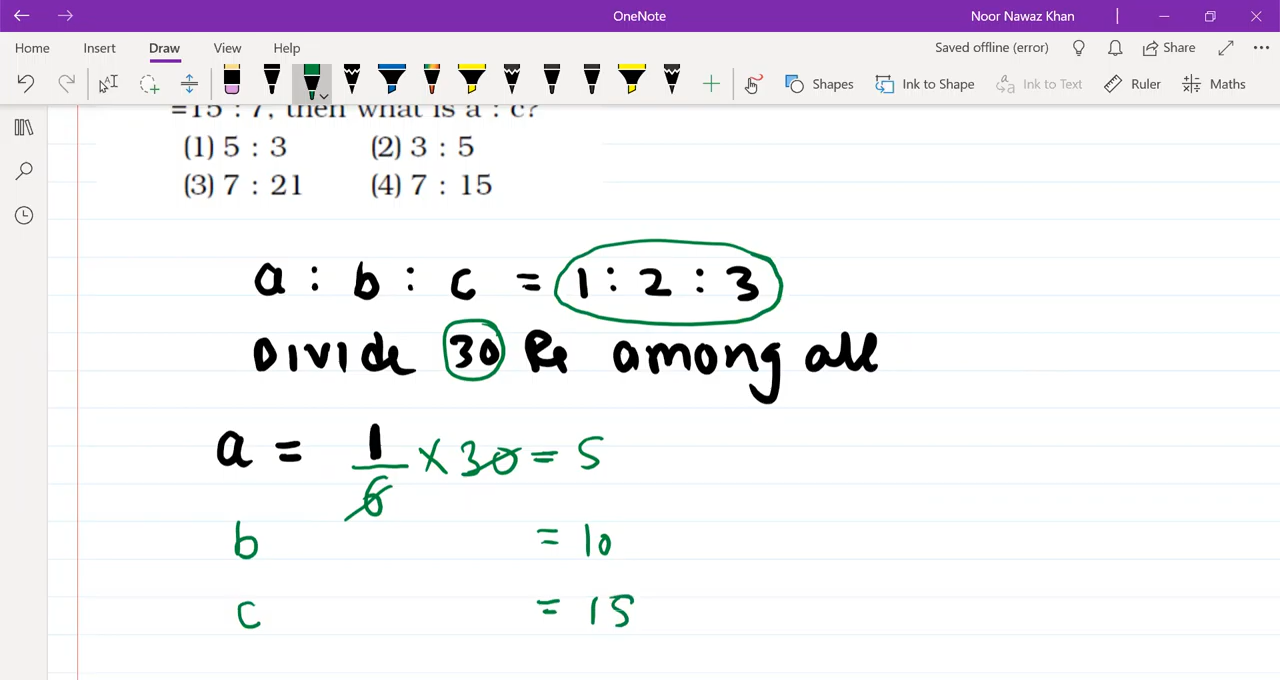 OneNote
Noor Nawaz Khan
Home Insert Draw View Help
Saved offline (error) Share
Shapes Ink to Shape Ink to Text Ruler Maths
=15 : 7, then what is a : c?
(1) 5 : 3 (2) 3 : 5
(3) 7 : 21 (4) 7 : 15
a : b : c = 1 : 2 : 3
Divide 30 Rs among all
a = 1/6 × 30 = 5
b = 10
c = 15